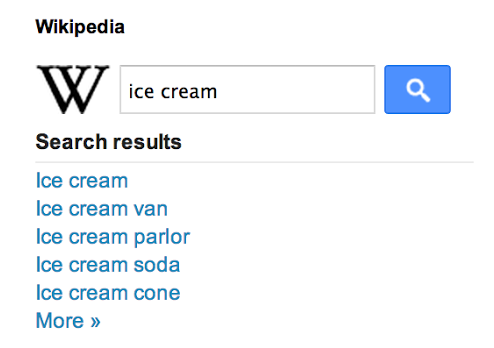 Wikipedia
W ice cream
Search results
Ice cream
Ice cream van
Ice cream parlor
Ice cream soda
Ice cream cone
More »